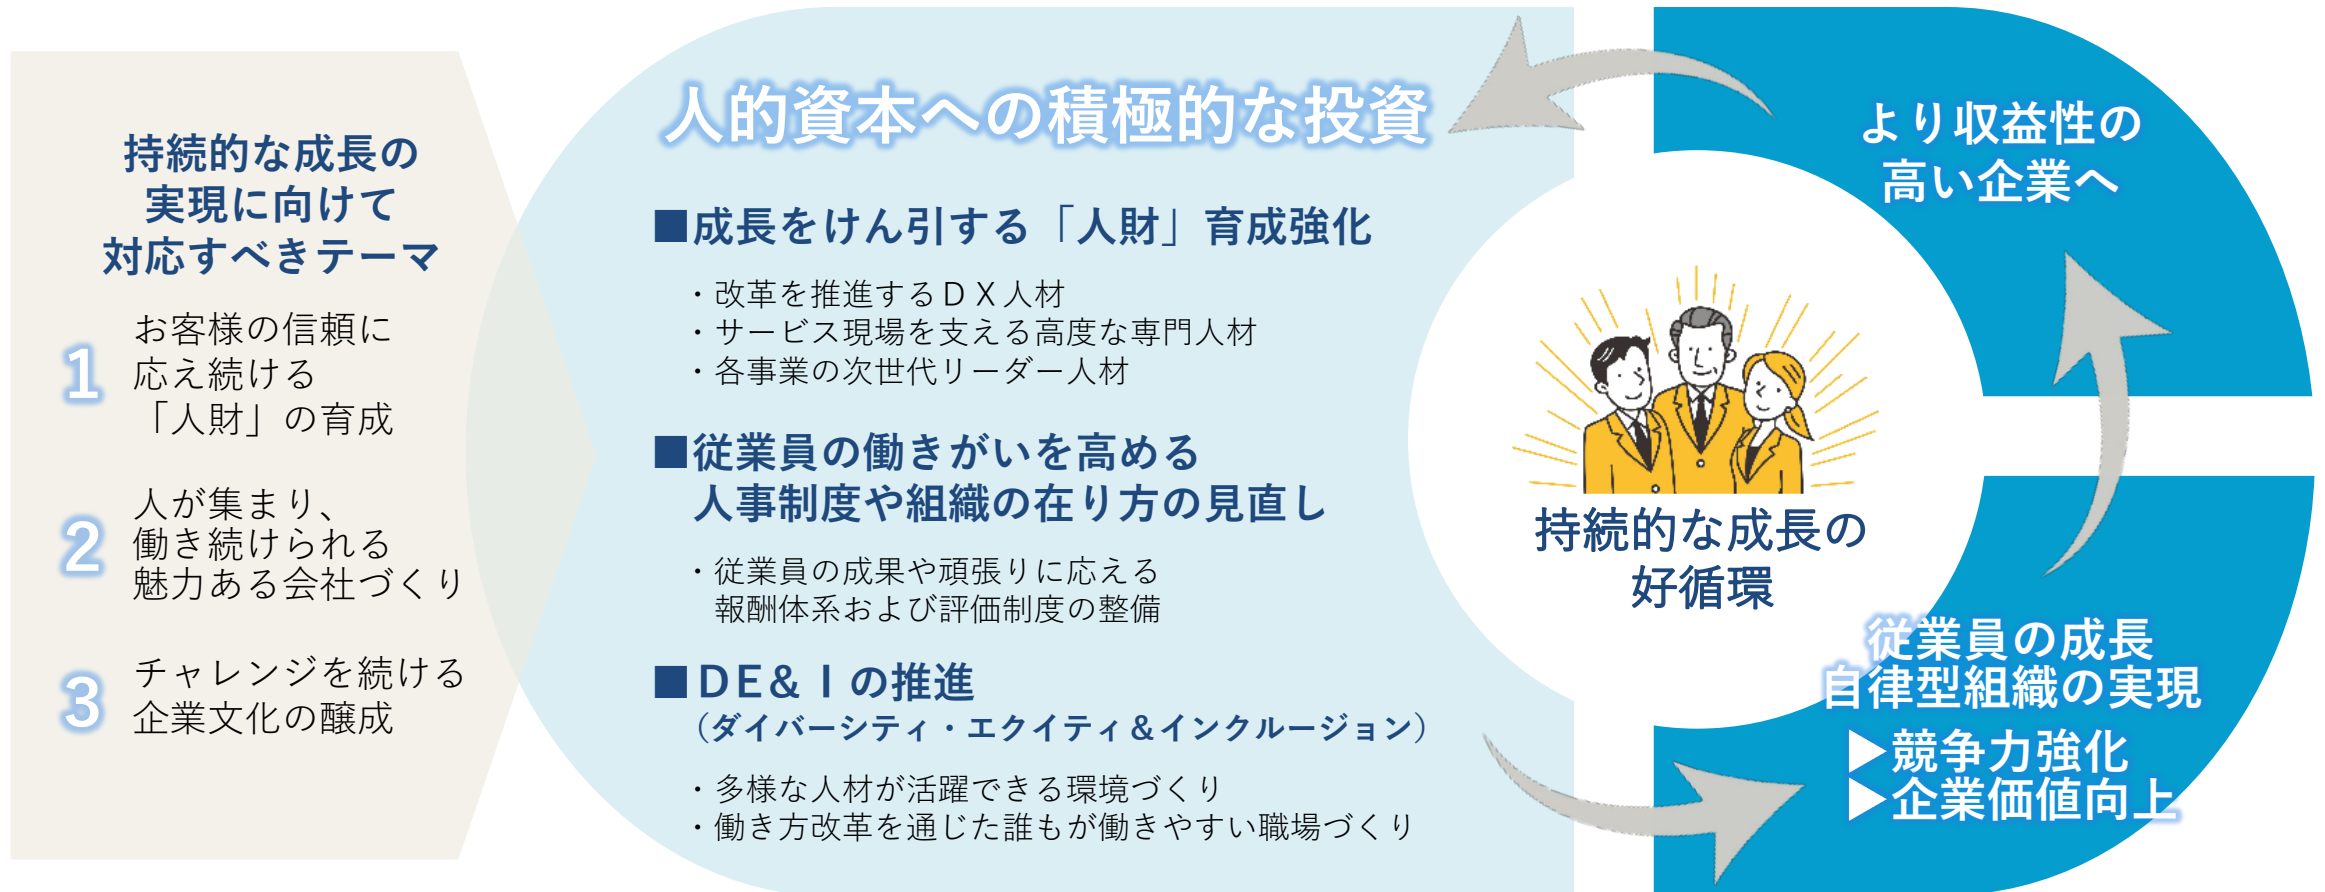 持続的な成長の
実現に向けて
対応すべきテーマ
1
お客様の信頼に
応え続ける
「人財」の育成
2
人が集まり、
働き続けられる
魅力ある会社づくり
3
チャレンジを続ける
企業文化の醸成
人的資本への積極的な投資
■成長をけん引する「人財」育成強化
・改革を推進するＤＸ人材
・サービス現場を支える高度な専門人材
・各事業の次世代リーダー人材
■従業員の働きがいを高める
人事制度や組織の在り方の見直し
・従業員の成果や頑張りに応える
報酬体系および評価制度の整備
■ＤＥ＆Ｉの推進
（ダイバーシティ・エクイティ＆インクルージョン）
・多様な人材が活躍できる環境づくり
・働き方改革を通じた誰もが働きやすい職場づくり
より収益性の
高い企業へ
持続的な成長の
好循環
従業員の成長
自律型組織の実現
▶競争力強化
▶企業価値向上